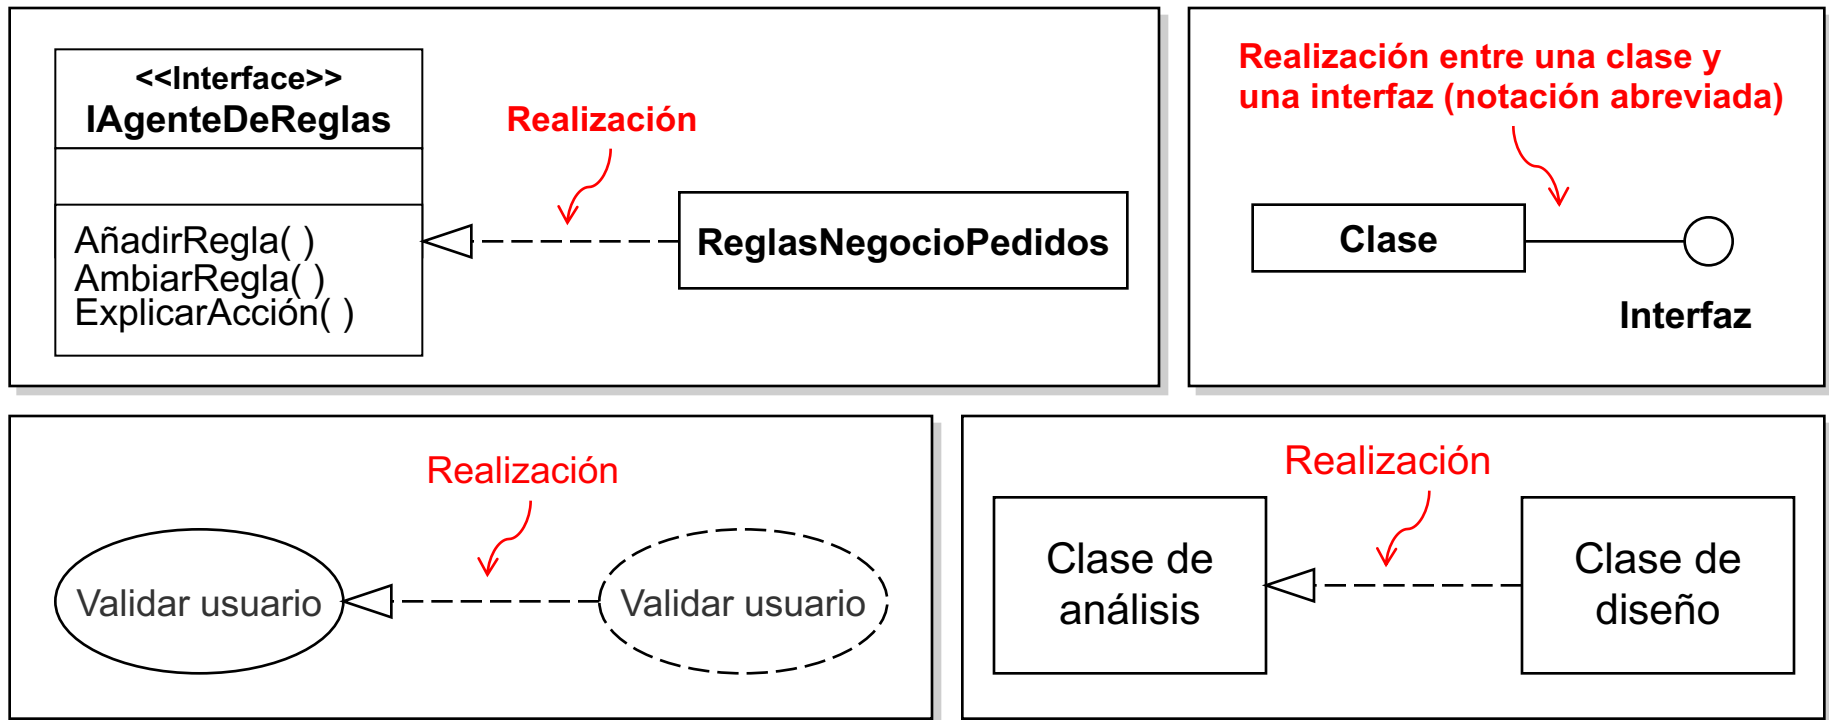 <<Interface>>
IAgenteDeReglas
AñadirRegla( )
AmbiarRegla( )
ExplicarAcción( )
Realización
ReglasNegocioPedidos
Realización entre una clase y
una interfaz (notación abreviada)
Clase
Interfaz
Realización
Validar usuario
Validar usuario
Realización
Clase de
análisis
Clase de
diseño